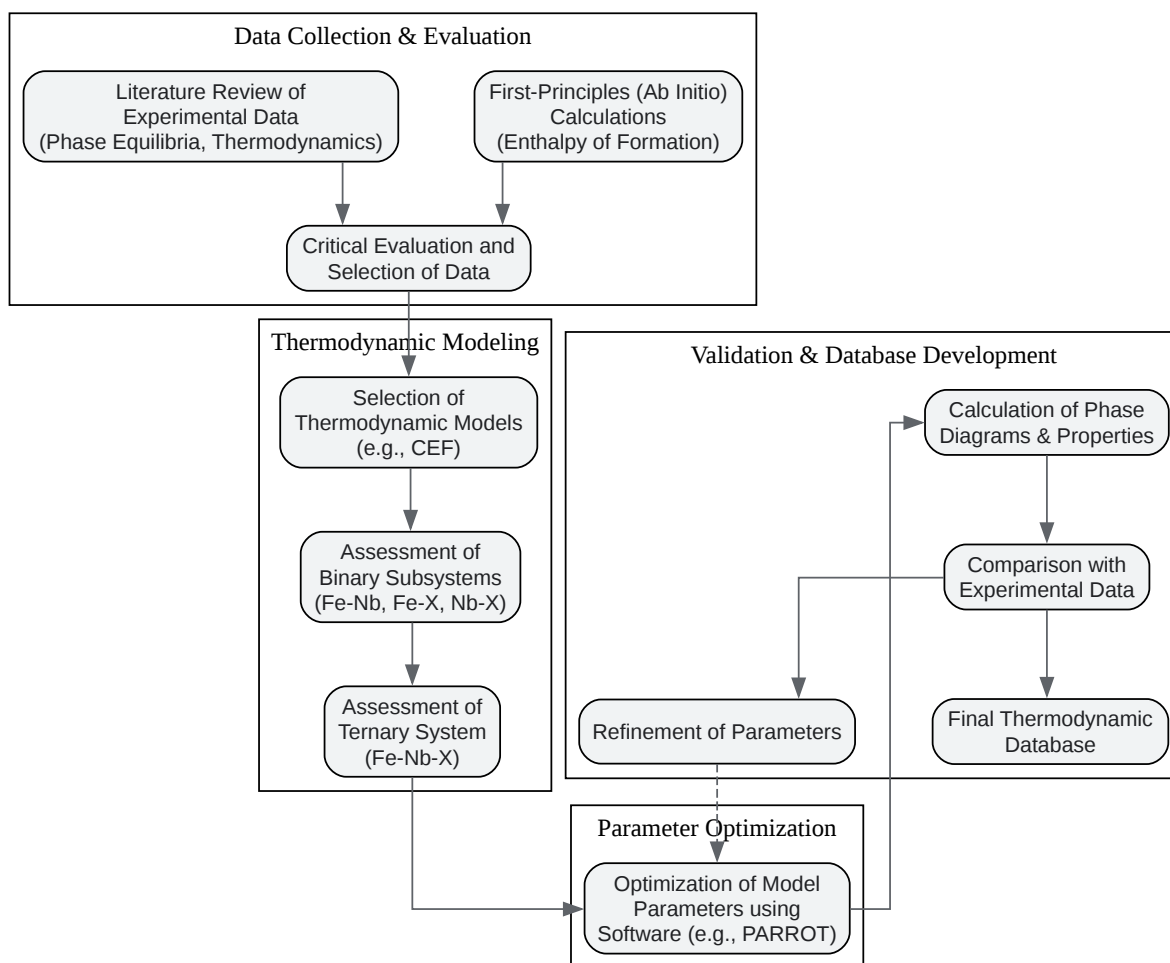 Data Collection & Evaluation
Literature Review of
Experimental Data
(Phase Equilibria, Thermodynamics)
First-Principles (Ab Initio)
Calculations
(Enthalpy of Formation)
Critical Evaluation and
Selection of Data
Thermodynamic Modeling
Selection of
Thermodynamic Models
(e.g., CEF)
Assessment of
Binary Subsystems
(Fe-Nb, Fe-X, Nb-X)
Assessment of
Ternary System
(Fe-Nb-X)
Validation & Database Development
Calculation of Phase
Diagrams & Properties
Comparison with
Experimental Data
Refinement of Parameters
Final Thermodynamic
Database
Parameter Optimization
Optimization of Model
Parameters using
Software (e.g., PARROT)